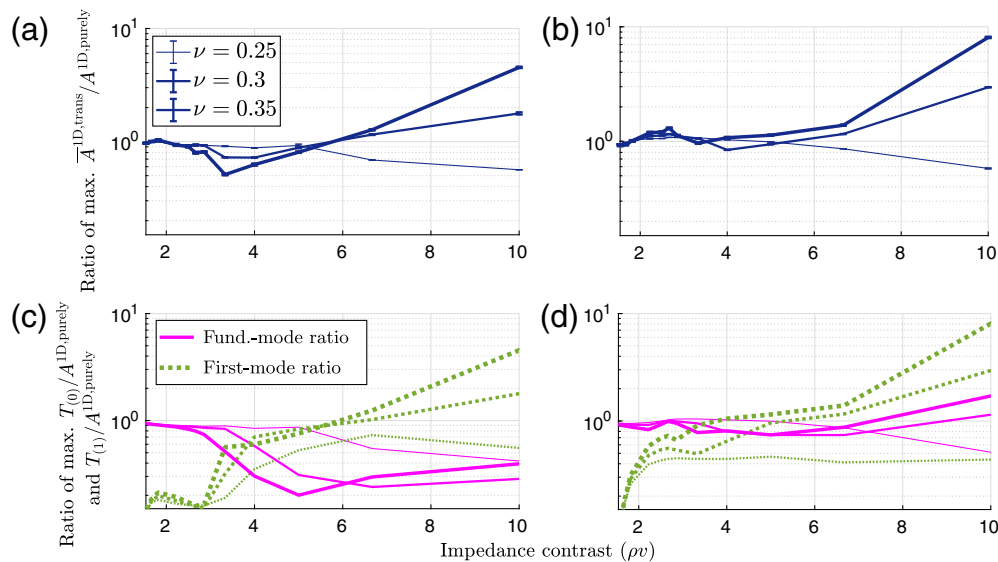 (a)
(b)
10¹
10¹
ν = 0.25
ν = 0.3
ν = 0.35
10⁰
10⁰
Ratio of max. A̅^{1D,trans}/A^{1D,purely}
2 4 6 8 10
2 4 6 8 10
(c)
(d)
10¹
10¹
Fund.-mode ratio
First-mode ratio
10⁰
10⁰
Ratio of max. T₍₀₎/A^{1D,purely}
and T₍₁₎/A^{1D,purely}
2 4 6 8 10
2 4 6 8 10
Impedance contrast (ρv)